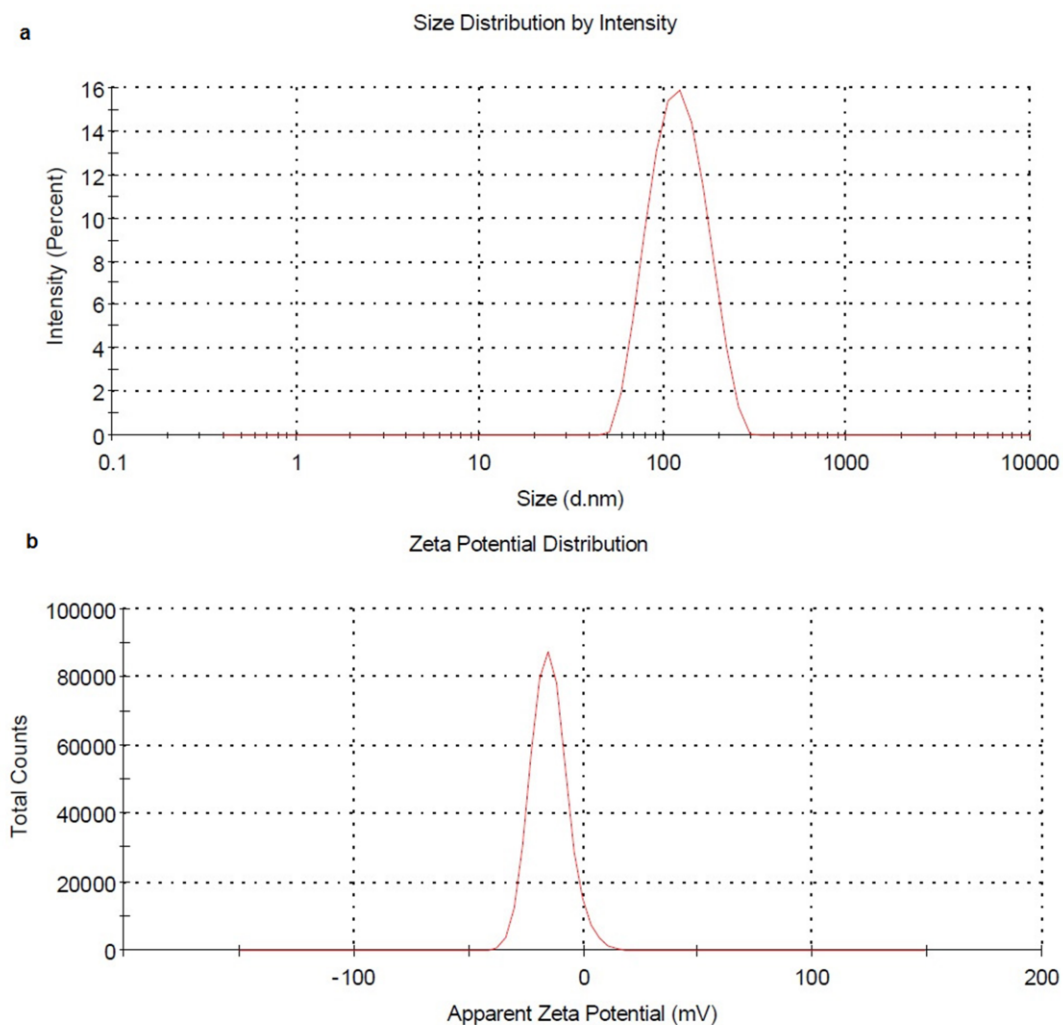 a
Size Distribution by Intensity
16
14
12
10
8
6
4
2
0
Intensity (Percent)
0.1 1 10 100 1000 10000
Size (d.nm)
b
Zeta Potential Distribution
100000
80000
60000
40000
20000
0
Total Counts
-100 0 100 200
Apparent Zeta Potential (mV)